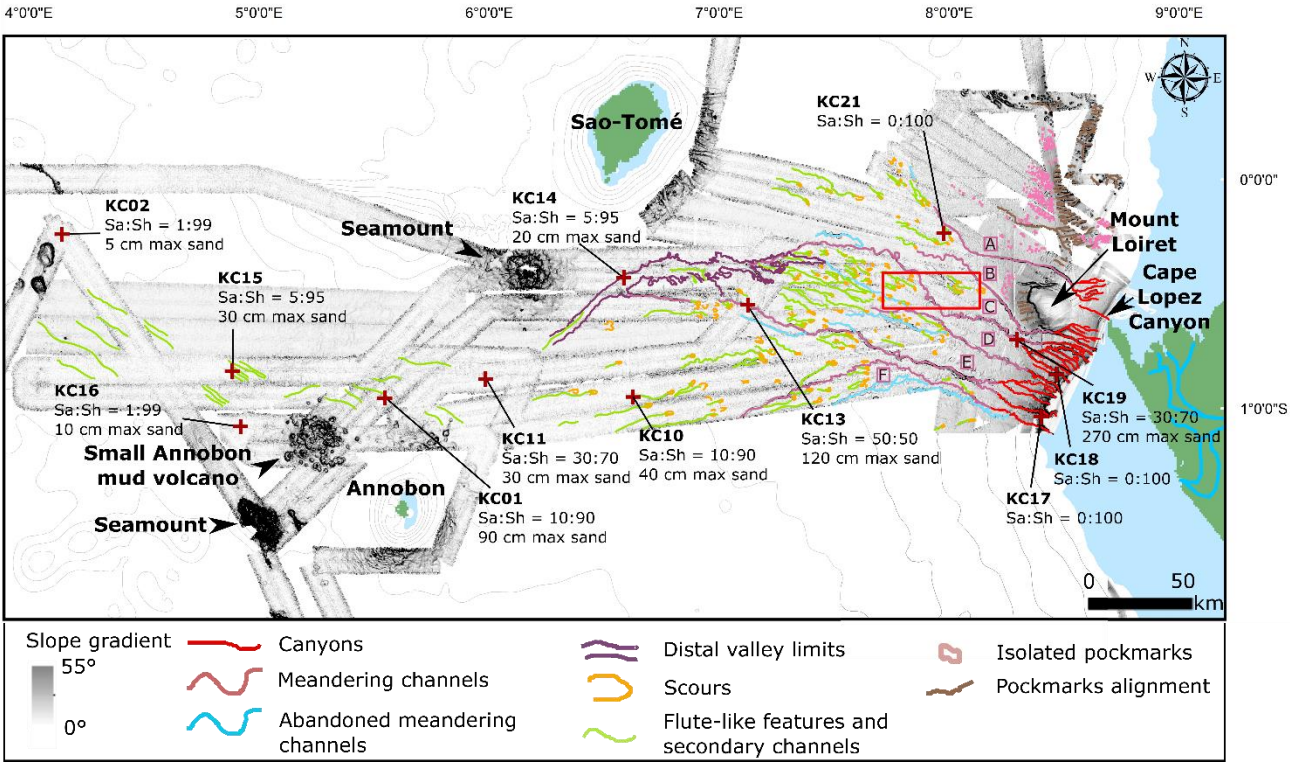 4°0'0"E
5°0'0"E
6°0'0"E
7°0'0"E
8°0'0"E
9°0'0"E
N
W
E
S
KC21
Sa:Sh = 0:100
Sao-Tomé
0°0'0"
KC14
Sa:Sh = 5:95
20 cm max sand
KC02
Sa:Sh = 1:99
5 cm max sand
Seamount
Mount
Loiret
A
B
C
D
E
F
Cape
Lopez
Canyon
KC15
Sa:Sh = 5:95
30 cm max sand
KC16
Sa:Sh = 1:99
10 cm max sand
1°0'0"S
KC19
Sa:Sh = 30:70
270 cm max sand
KC13
Sa:Sh = 50:50
120 cm max sand
KC10
Sa:Sh = 10:90
40 cm max sand
KC11
Sa:Sh = 30:70
30 cm max sand
Small Annobon
mud volcano
KC18
Sa:Sh = 0:100
Annobon
KC01
Sa:Sh = 10:90
90 cm max sand
KC17
Sa:Sh = 0:100
Seamount
0 50
km
Slope gradient
55°
0°
Canyons
Meandering channels
Abandoned meandering
channels
Distal valley limits
Scours
Flute-like features and
secondary channels
Isolated pockmarks
Pockmarks alignment